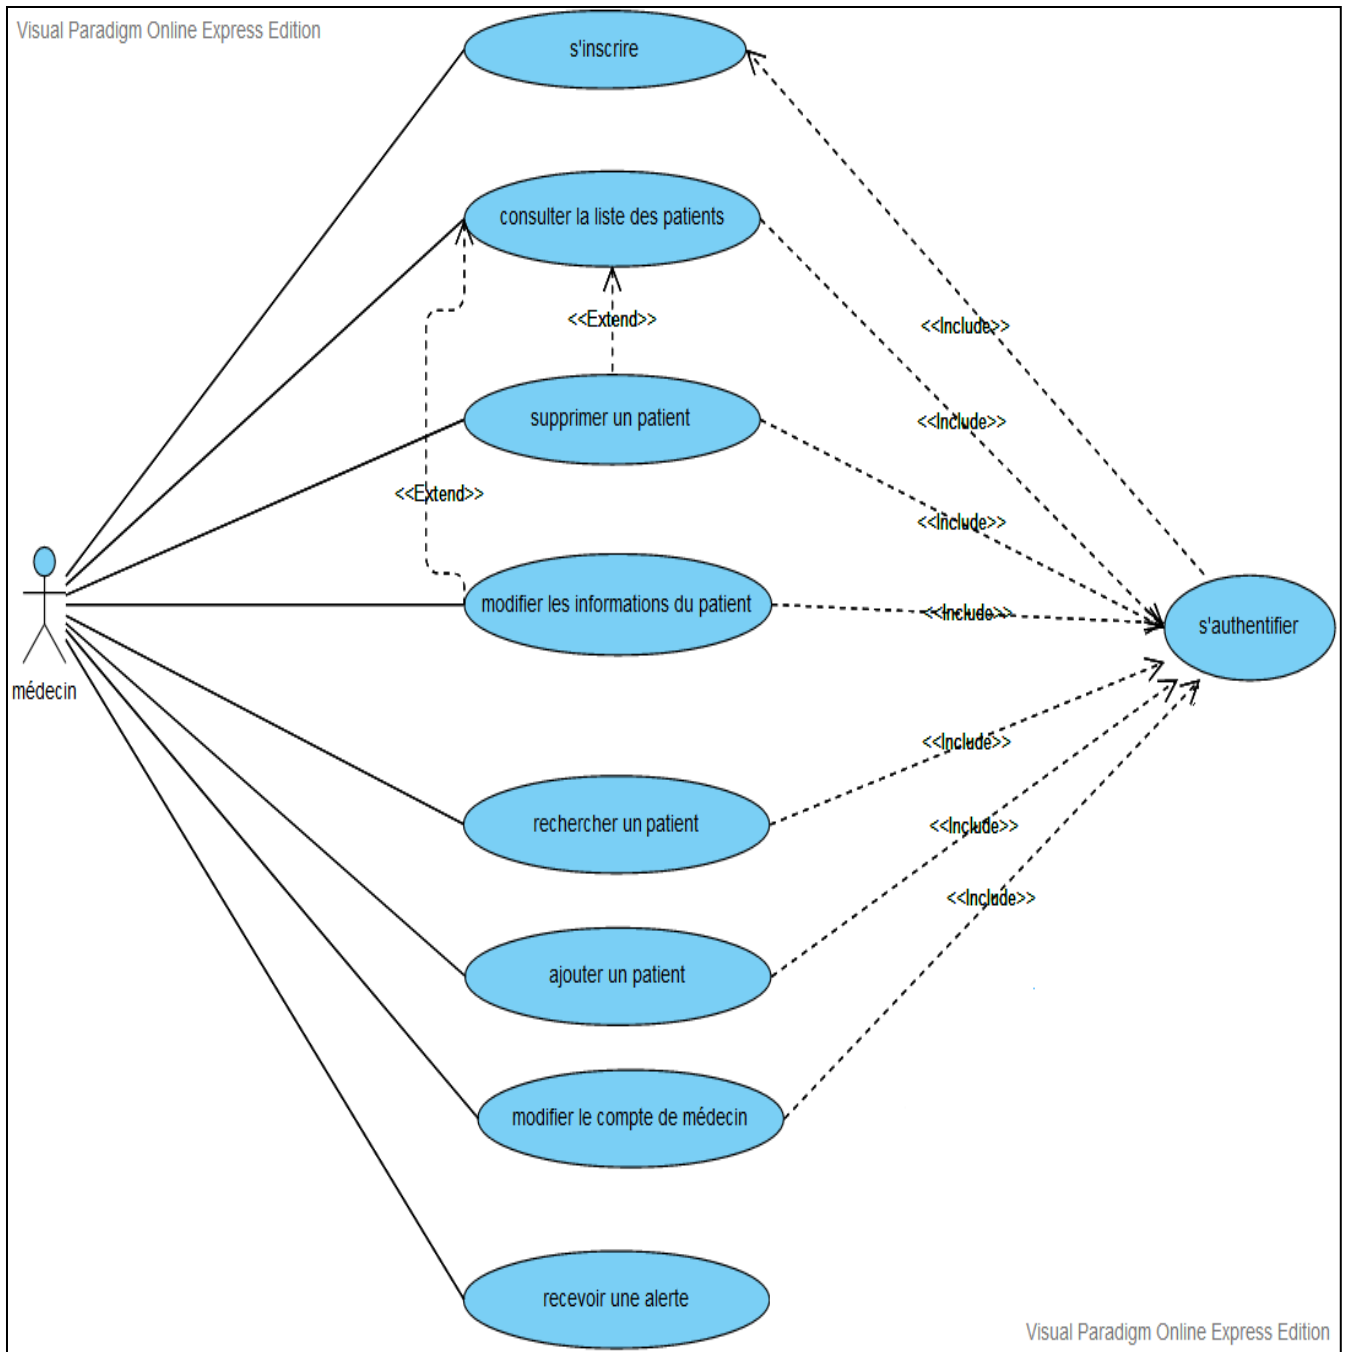 Visual Paradigm Online Express Edition
s'inscrire
consulter la liste des patients
<<Include>>
<<Extend>>
supprimer un patient
<<Include>>
<<Extend>>
<<Include>>
modifier les informations du patient
<<Include>>
s'authentifier
médecin
<<Include>>
rechercher un patient
<<Include>>
<<Include>>
ajouter un patient
modifier le compte de médecin
recevoir une alerte
Visual Paradigm Online Express Edition